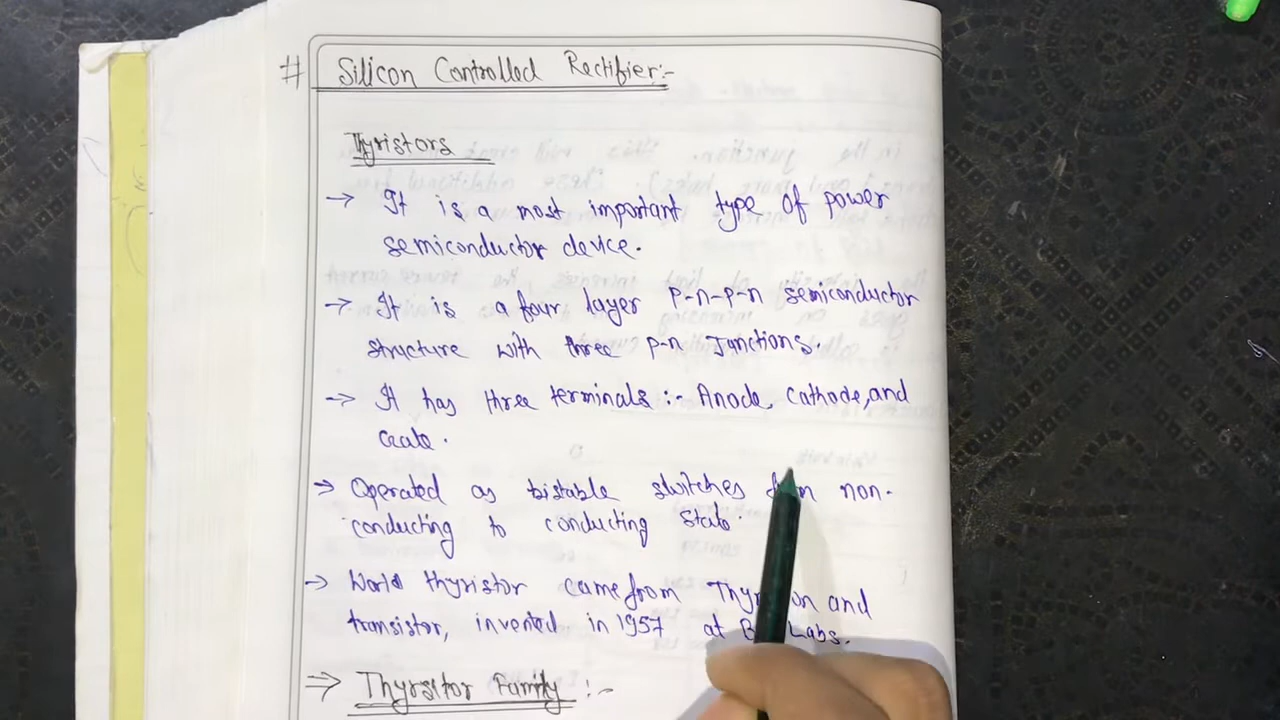 # Silicon Controlled Rectifier:-
Thyristors
→ It is a most important type of power
semiconductor device.
→ It is a four layer p-n-p-n semiconductor
structure with three p-n Junctions.
→ It has three terminals :- Anode, cathode, and
Gate.
→ Operated as bistable switches non-
conducting to conducting state.
→ World thyristor came from and
transistor, invented in 1957 at Labs.
⇒ Thyrsitor Family :-